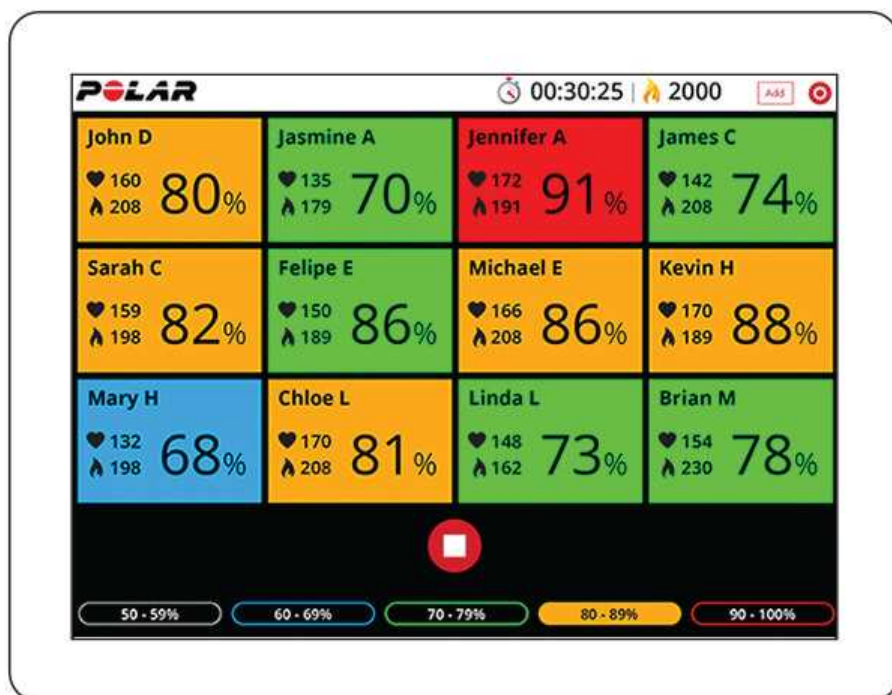 POLAR 00:30:25 | 2000 Add
John D
160
208
80%
Jasmine A
135
179
70%
Jennifer A
172
191
91%
James C
142
208
74%
Sarah C
159
198
82%
Felipe E
150
189
86%
Michael E
166
208
86%
Kevin H
170
189
88%
Mary H
132
198
68%
Chloe L
170
208
81%
Linda L
148
162
73%
Brian M
154
230
78%
50 - 59% 60 - 69% 70 - 79% 80 - 89% 90 - 100%